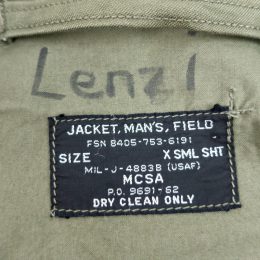 Lenzi
JACKET, MAN'S, FIELD
FSN 8405-753-6191
SIZE X SML SHT
MIL-J-4883B (USAF)
MCSA
P.O. 9691-62
DRY CLEAN ONLY